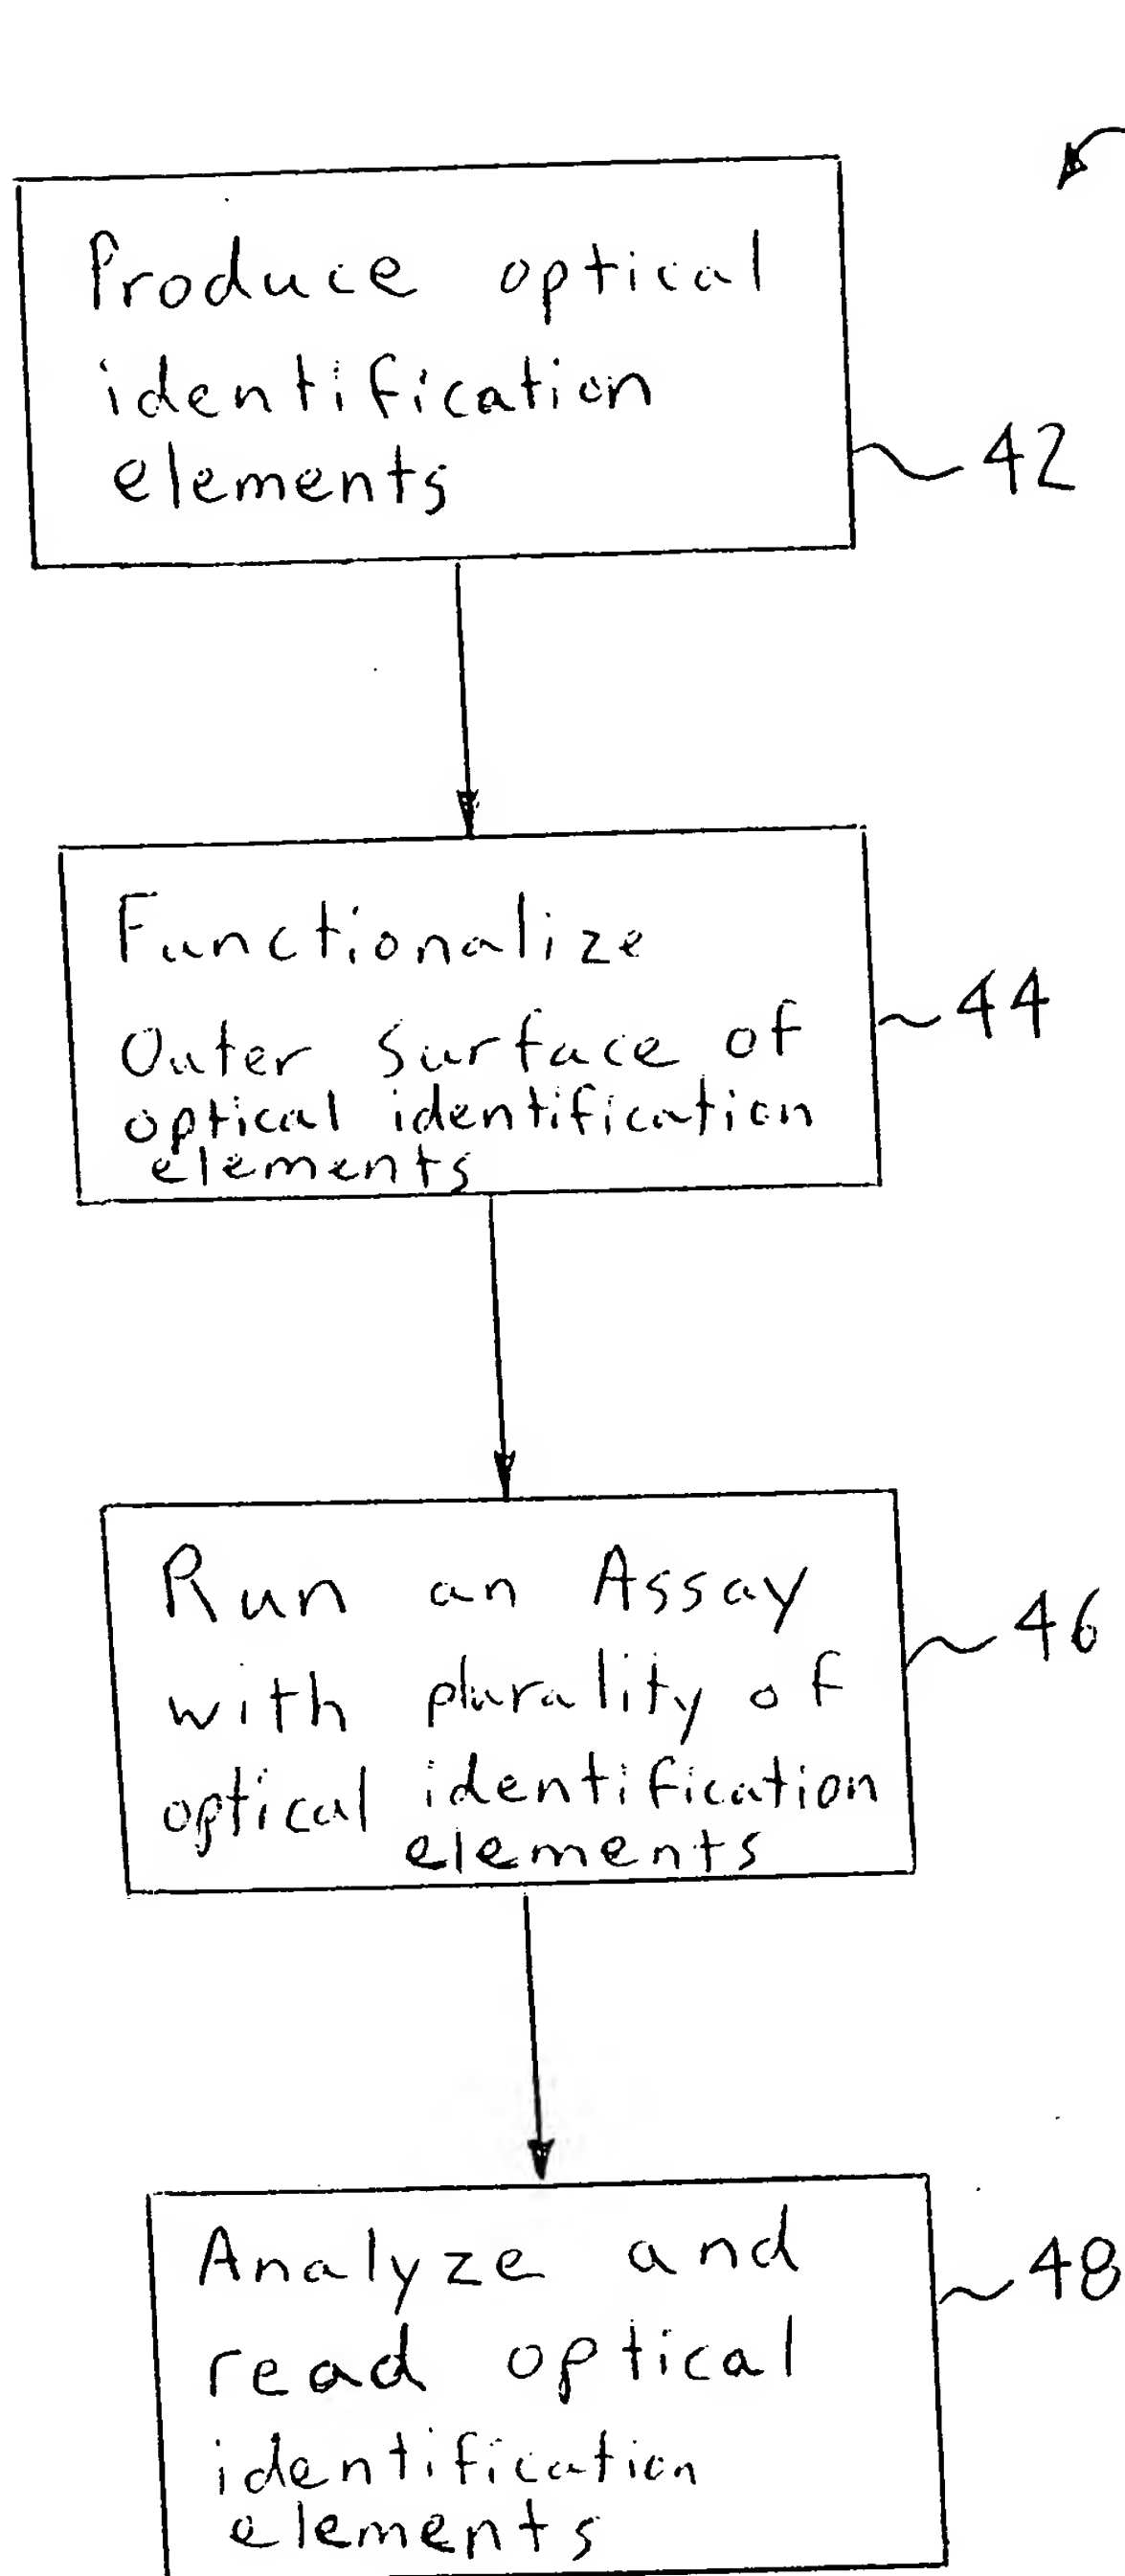 Produce optical
identification
elements
42
Functionalize
Outer Surface of
optical identification
elements
44
Run an Assay
with plurality of
optical identification
elements
46
Analyze and
read optical
identification
elements
48